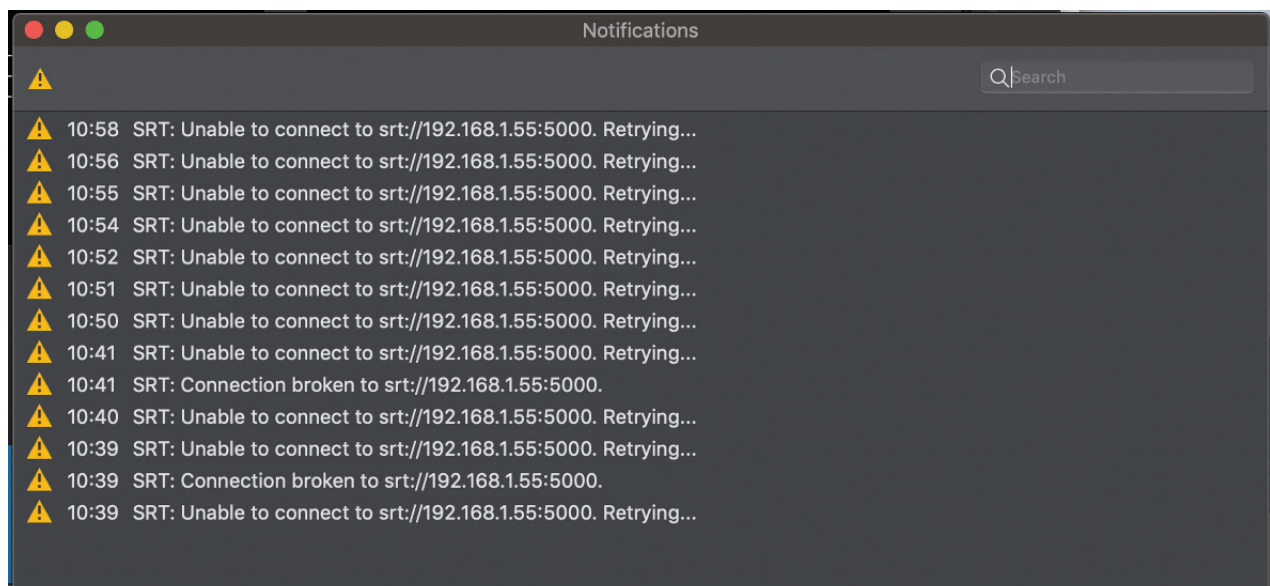 Notifications
Search
10:58 SRT: Unable to connect to srt://192.168.1.55:5000. Retrying...
10:56 SRT: Unable to connect to srt://192.168.1.55:5000. Retrying...
10:55 SRT: Unable to connect to srt://192.168.1.55:5000. Retrying...
10:54 SRT: Unable to connect to srt://192.168.1.55:5000. Retrying...
10:52 SRT: Unable to connect to srt://192.168.1.55:5000. Retrying...
10:51 SRT: Unable to connect to srt://192.168.1.55:5000. Retrying...
10:50 SRT: Unable to connect to srt://192.168.1.55:5000. Retrying...
10:41 SRT: Unable to connect to srt://192.168.1.55:5000. Retrying...
10:41 SRT: Connection broken to srt://192.168.1.55:5000.
10:40 SRT: Unable to connect to srt://192.168.1.55:5000. Retrying...
10:39 SRT: Unable to connect to srt://192.168.1.55:5000. Retrying...
10:39 SRT: Connection broken to srt://192.168.1.55:5000.
10:39 SRT: Unable to connect to srt://192.168.1.55:5000. Retrying...